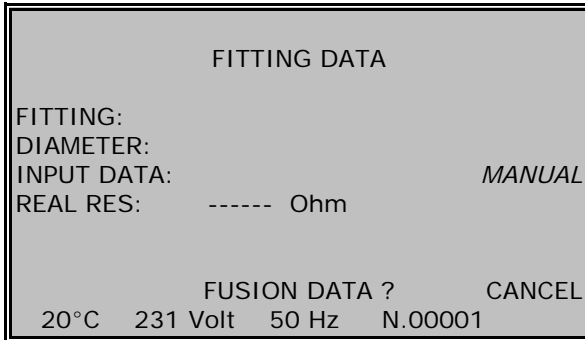 FITTING DATA
FITTING:
DIAMETER:
INPUT DATA: MANUAL
REAL RES: ------ Ohm
FUSION DATA ? CANCEL
20°C 231 Volt 50 Hz N.00001